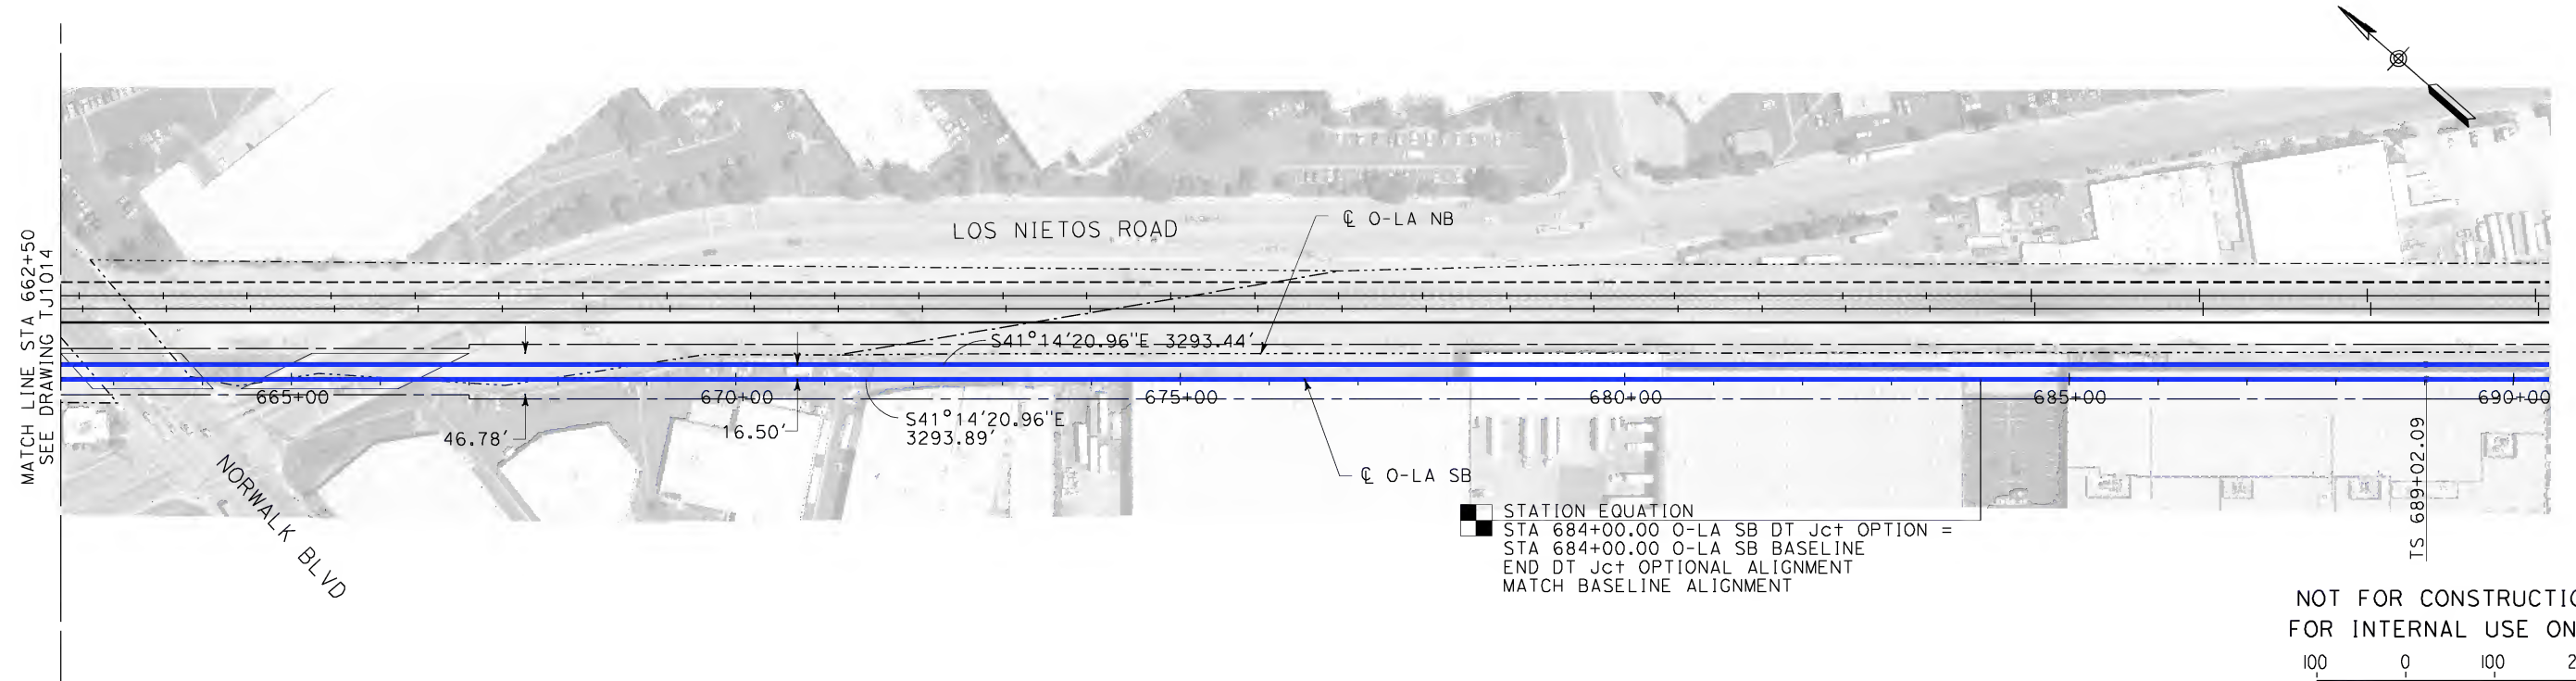 MATCH LINE STA 662+50
SEE DRAWING TJ1014
LOS NIETOS ROAD
℄ O-LA NB
S41°14'20.96"E 3293.44'
665+00
670+00
675+00
680+00
685+00
690+00
46.78'
16.50'
S41°14'20.96"E
3293.89'
℄ O-LA SB
NORWALK BLVD
STATION EQUATION
STA 684+00.00 O-LA SB DT Jct OPTION =
STA 684+00.00 O-LA SB BASELINE
END DT Jct OPTIONAL ALIGNMENT
MATCH BASELINE ALIGNMENT
TS 689+02.09
NOT FOR CONSTRUCTIO
FOR INTERNAL USE ON
100 0 100 2